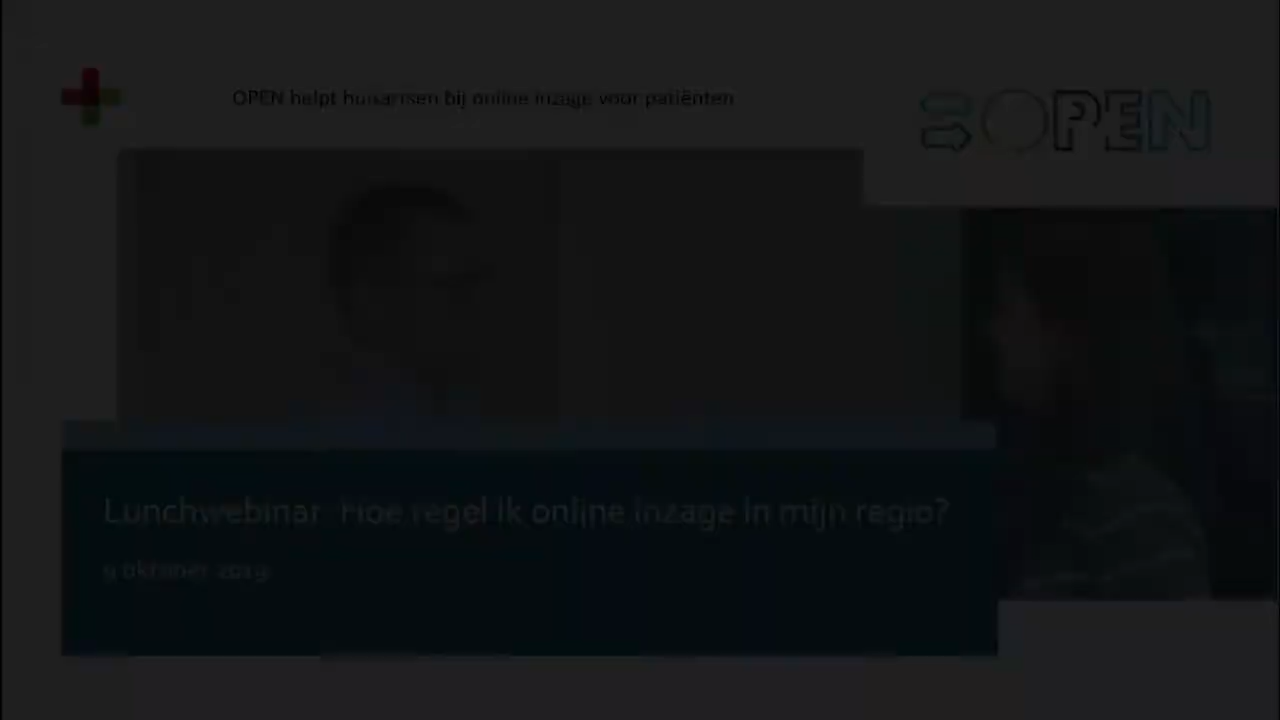 OPEN helpt huisartsen bij online inzage voor patiënten
OPEN
Lunchwebinar Hoe regel ik online inzage in mijn regio?
9 oktober 2019